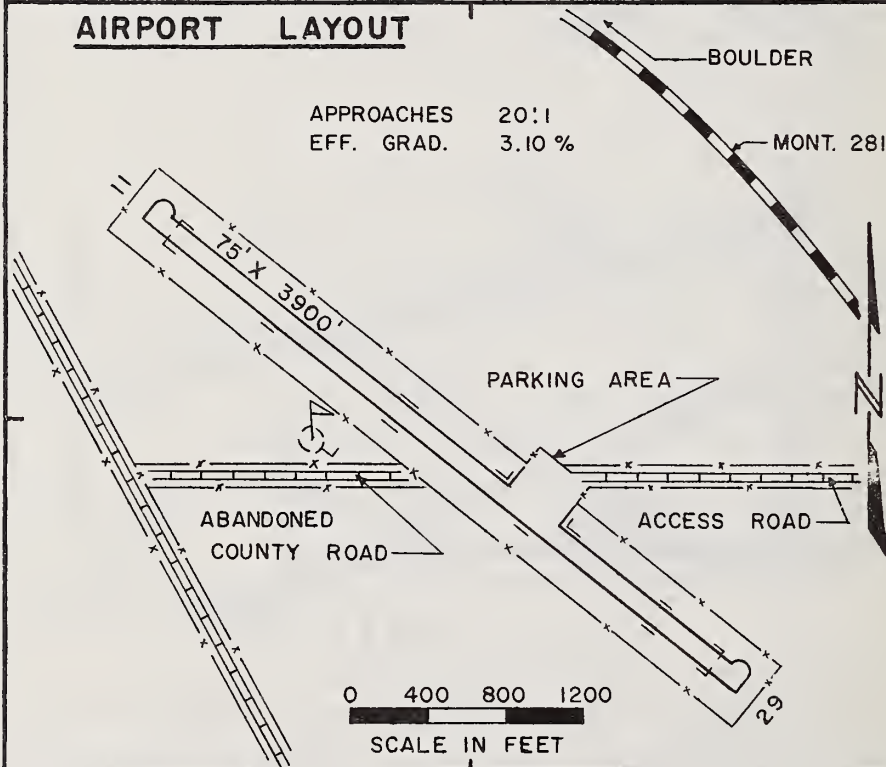 AIRPORT LAYOUT
BOULDER
APPROACHES 20:1
EFF. GRAD. 3.10 %
MONT. 281
11
75' X 3900'
PARKING AREA
N
ABANDONED
COUNTY ROAD
ACCESS ROAD
L
29
0 400 800 1200
SCALE IN FEET